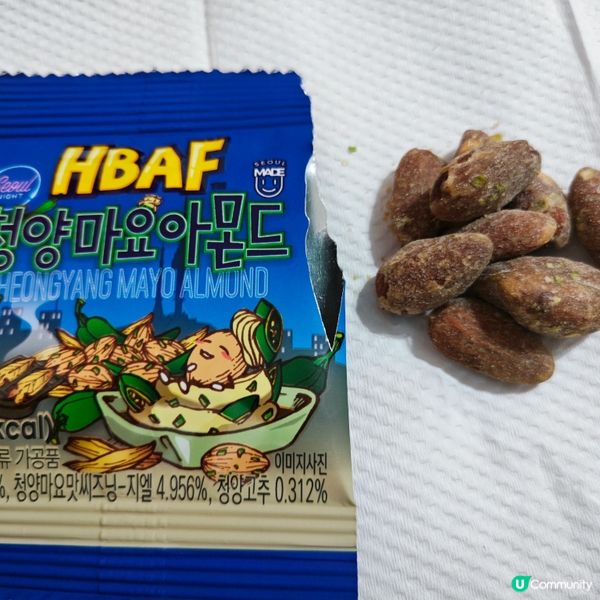 Seoul
NIGHT
HBAF
SEOUL
MADE
청양마요아몬드
HEONGYANG MAYO ALMOND
kcal)
류 가공품
이미지사진
%, 청양마요맛씨즈닝-지엘 4.956%, 청양고추 0.312%
U Community